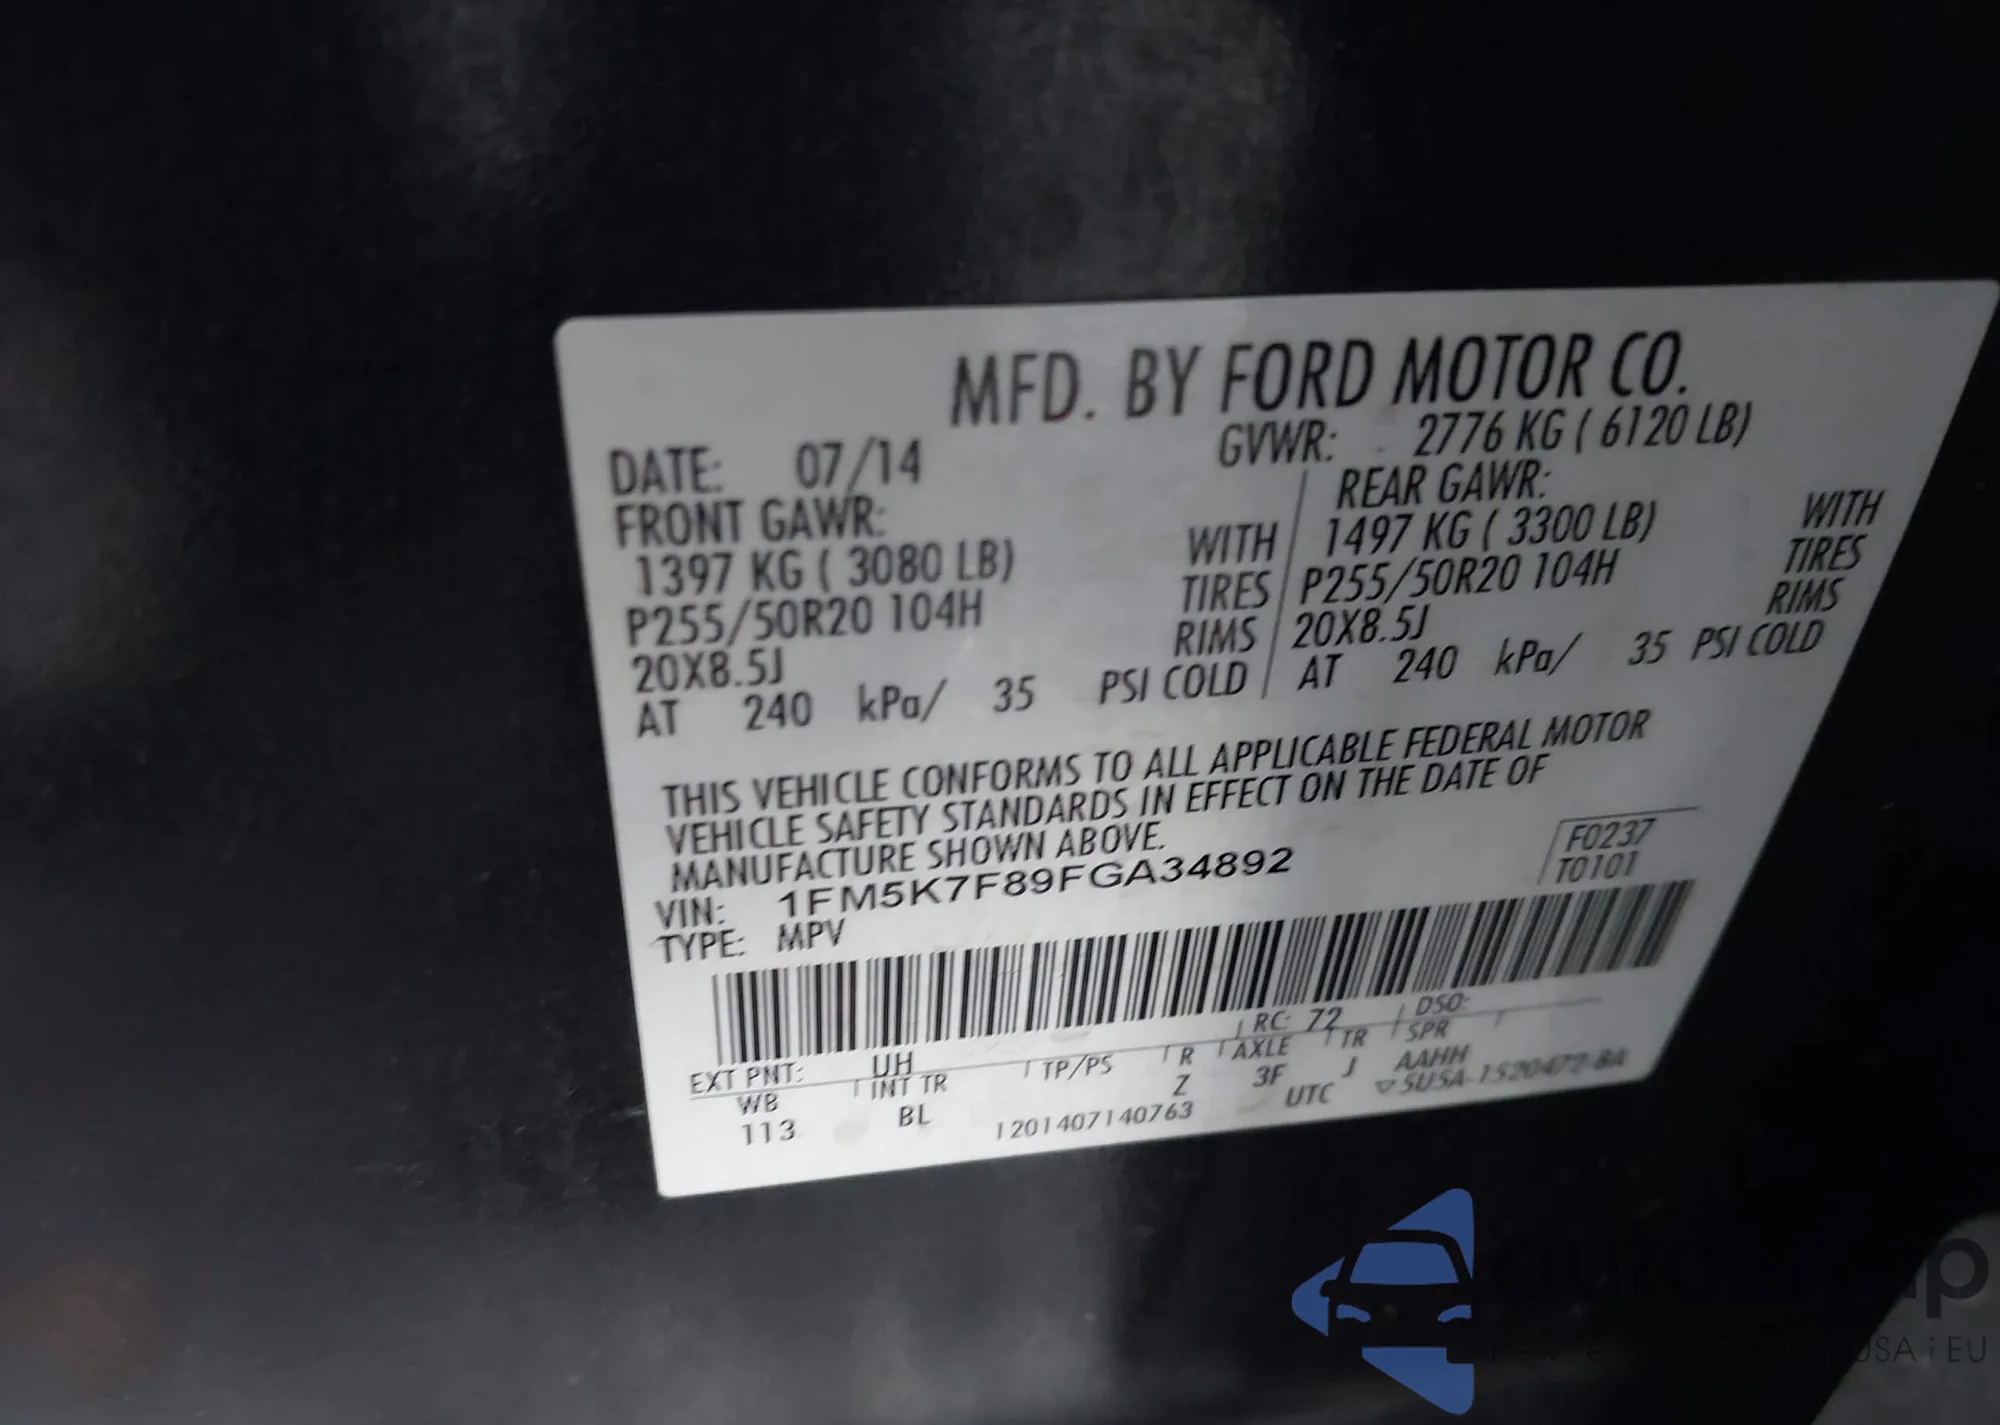 MFD. BY FORD MOTOR CO.
DATE: 07/14 GVWR: 2776 KG ( 6120 LB)
FRONT GAWR: REAR GAWR:
1397 KG ( 3080 LB) WITH 1497 KG ( 3300 LB) WITH
P255/50R20 104H TIRES P255/50R20 104H TIRES
20X8.5J RIMS 20X8.5J RIMS
AT 240 kPa/ 35 PSI COLD AT 240 kPa/ 35 PSI COLD
THIS VEHICLE CONFORMS TO ALL APPLICABLE FEDERAL MOTOR
VEHICLE SAFETY STANDARDS IN EFFECT ON THE DATE OF
MANUFACTURE SHOWN ABOVE.
VIN: 1FM5K7F89FGA34892 F0237
TYPE: MPV T0101
EXT PNT: UH RC: 72 DSO:
WB INT TR TP/PS R AXLE TR SPR
113 BL Z 3F J AAHH
1201407140763 UTC ▽5USA-1520472-BA
USA i EU